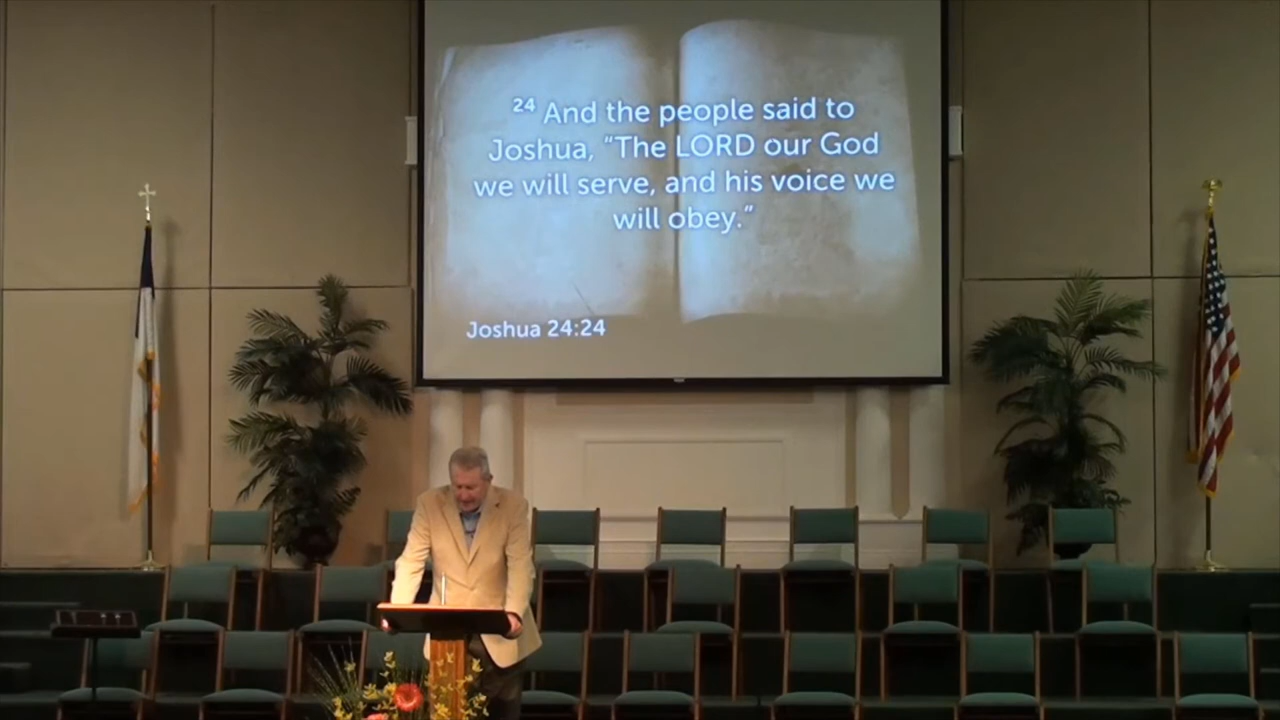 24 And the people said to
Joshua, “The LORD our God
we will serve, and his voice we
will obey.”
Joshua 24:24